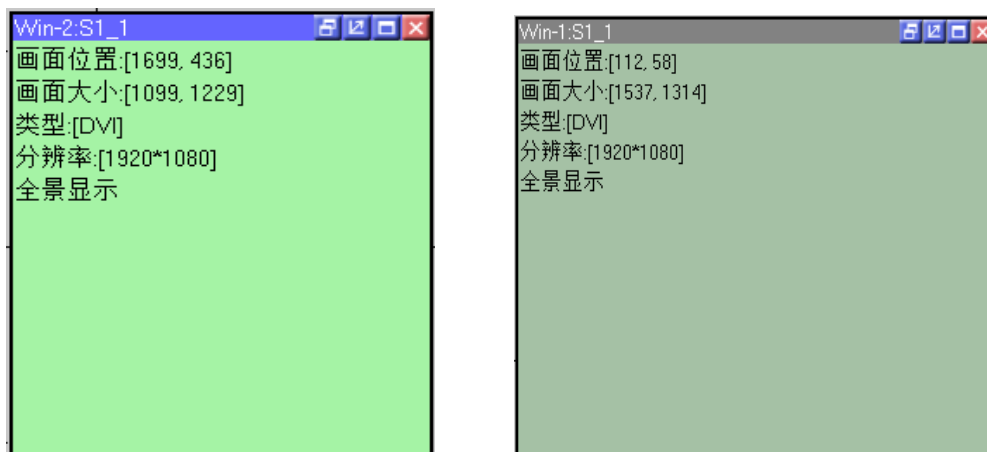 Win-2:S1_1
画面位置:[1699, 436]
画面大小:[1099, 1229]
类型:[DVI]
分辨率:[1920*1080]
全景显示
Win-1:S1_1
画面位置:[112, 58]
画面大小:[1537, 1314]
类型:[DVI]
分辨率:[1920*1080]
全景显示